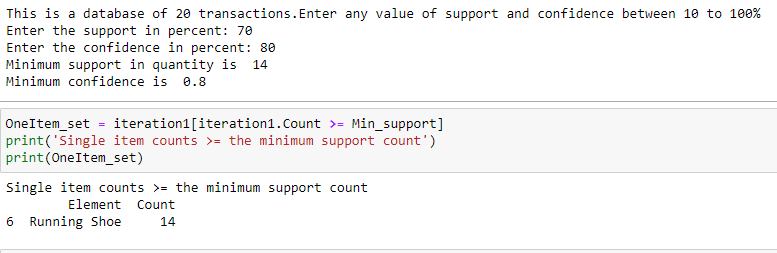 This is a database of 20 transactions.Enter any value of support and confidence between 10 to 100%
Enter the support in percent: 70
Enter the confidence in percent: 80
Minimum support in quantity is  14
Minimum confidence is  0.8
OneItem_set = iteration1[iteration1.Count >= Min_support]
print('Single item counts >= the minimum support count')
print(OneItem_set)
Single item counts >= the minimum support count
        Element  Count
6  Running Shoe     14